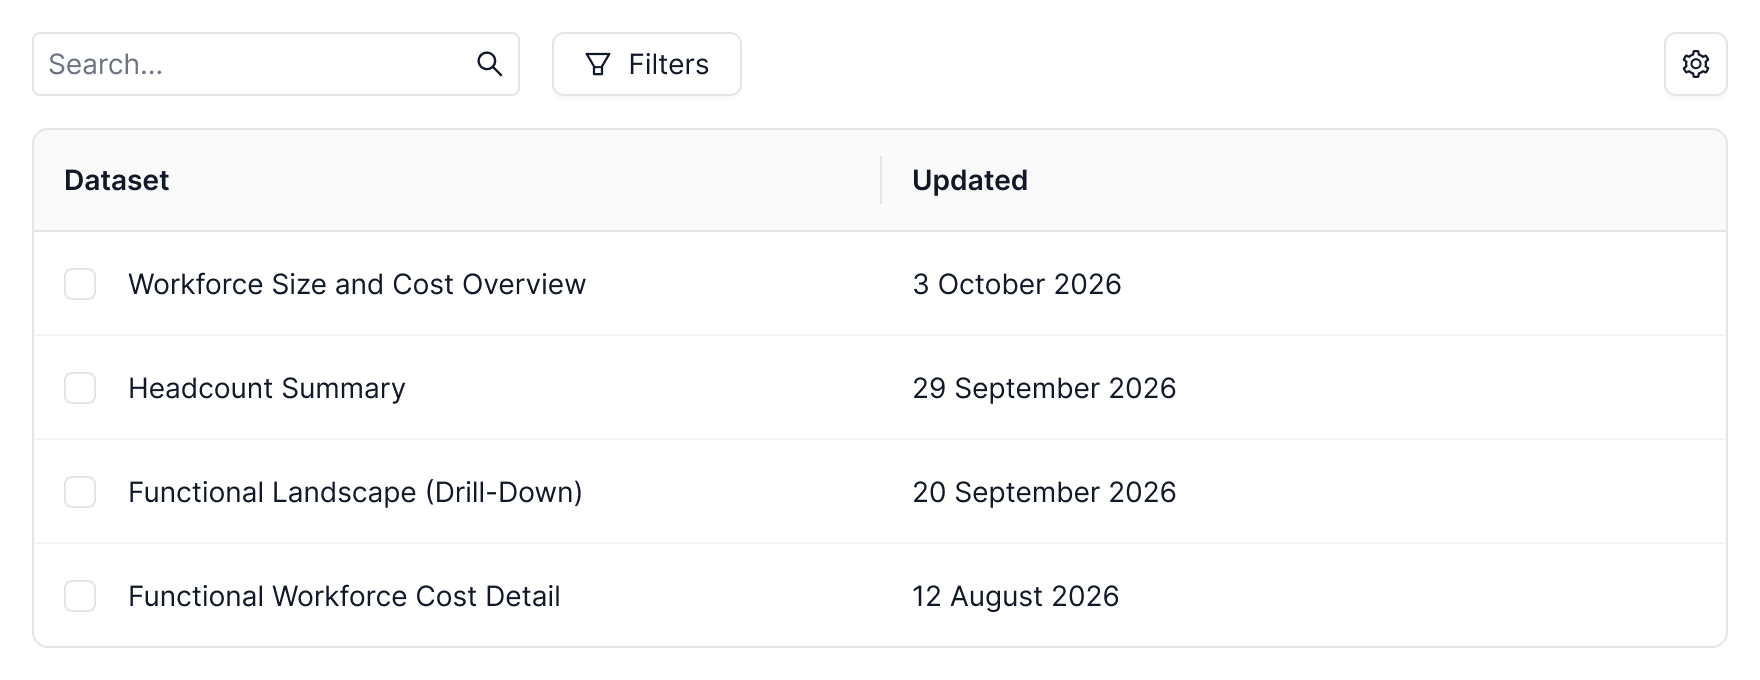 Search...
Filters
Dataset
Updated
Workforce Size and Cost Overview
3 October 2026
Headcount Summary
29 September 2026
Functional Landscape (Drill-Down)
20 September 2026
Functional Workforce Cost Detail
12 August 2026